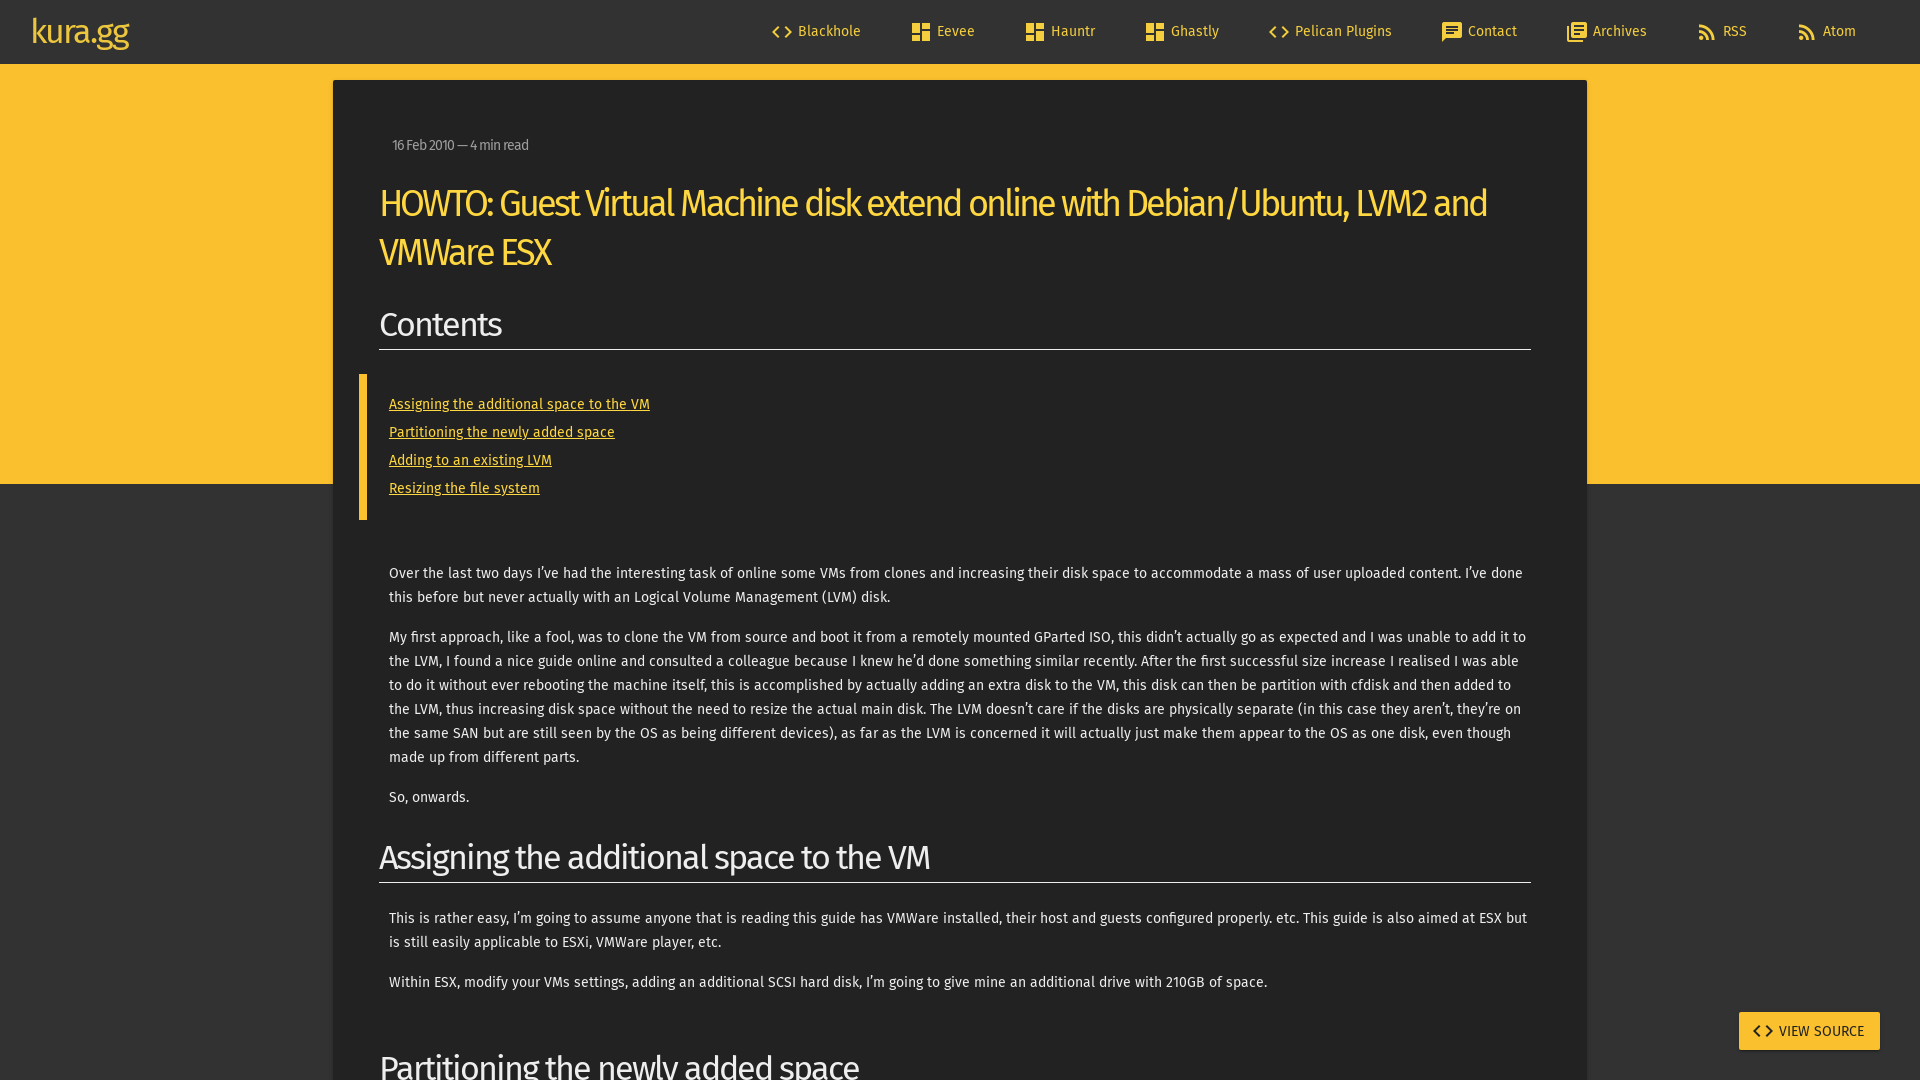 kura.gg
Blackhole
Eevee
Hauntr
Ghastly
Pelican Plugins
Contact
Archives
RSS
Atom
16 Feb 2010 — 4 min read
HOWTO: Guest Virtual Machine disk extend online with Debian/Ubuntu, LVM2 and
VMWare ESX
Contents
Assigning the additional space to the VM
Partitioning the newly added space
Adding to an existing LVM
Resizing the file system
Over the last two days I’ve had the interesting task of online some VMs from clones and increasing their disk space to accommodate a mass of user uploaded content. I’ve done
this before but never actually with an Logical Volume Management (LVM) disk.
My first approach, like a fool, was to clone the VM from source and boot it from a remotely mounted GParted ISO, this didn’t actually go as expected and I was unable to add it to
the LVM, I found a nice guide online and consulted a colleague because I knew he’d done something similar recently. After the first successful size increase I realised I was able
to do it without ever rebooting the machine itself, this is accomplished by actually adding an extra disk to the VM, this disk can then be partition with cfdisk and then added to
the LVM, thus increasing disk space without the need to resize the actual main disk. The LVM doesn’t care if the disks are physically separate (in this case they aren’t, they’re on
the same SAN but are still seen by the OS as being different devices), as far as the LVM is concerned it will actually just make them appear to the OS as one disk, even though
made up from different parts.
So, onwards.
Assigning the additional space to the VM
This is rather easy, I’m going to assume anyone that is reading this guide has VMWare installed, their host and guests configured properly. etc. This guide is also aimed at ESX but
is still easily applicable to ESXi, VMWare player, etc.
Within ESX, modify your VMs settings, adding an additional SCSI hard disk, I’m going to give mine an additional drive with 210GB of space.
VIEW SOURCE
Partitioning the newly added space